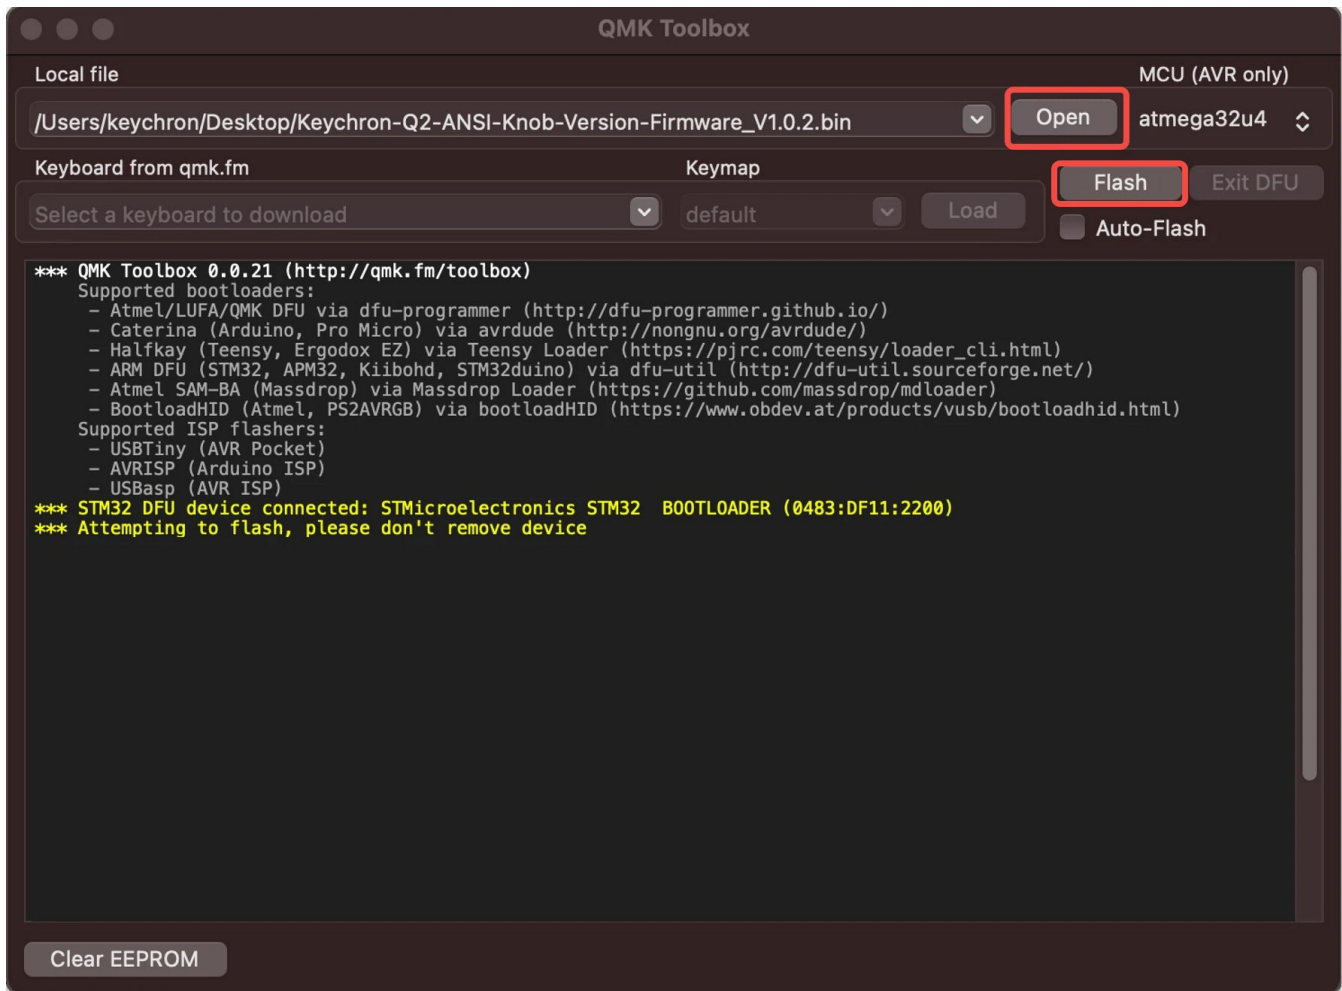 QMK Toolbox
Local file
MCU (AVR only)
/Users/keychron/Desktop/Keychron-Q2-ANSI-Knob-Version-Firmware_V1.0.2.bin
Open
atmega32u4
Keyboard from qmk.fm
Keymap
Flash
Exit DFU
Select a keyboard to download
default
Load
Auto-Flash
*** QMK Toolbox 0.0.21 (http://qmk.fm/toolbox)
Supported bootloaders:
– Atmel/LUFA/QMK DFU via dfu-programmer (http://dfu-programmer.github.io/)
– Caterina (Arduino, Pro Micro) via avrdude (http://nongnu.org/avrdude/)
– Halfkay (Teensy, Ergodox EZ) via Teensy Loader (https://pjrc.com/teensy/loader_cli.html)
– ARM DFU (STM32, APM32, Kiibohd, STM32duino) via dfu-util (http://dfu-util.sourceforge.net/)
– Atmel SAM-BA (Massdrop) via Massdrop Loader (https://github.com/massdrop/mdloader)
– BootloadHID (Atmel, PS2AVRGB) via bootloadHID (https://www.obdev.at/products/vusb/bootloadhid.html)
Supported ISP flashers:
– USBTiny (AVR Pocket)
– AVRISP (Arduino ISP)
– USBasp (AVR ISP)
*** STM32 DFU device connected: STMicroelectronics STM32  BOOTLOADER (0483:DF11:2200)
*** Attempting to flash, please don't remove device
Clear EEPROM